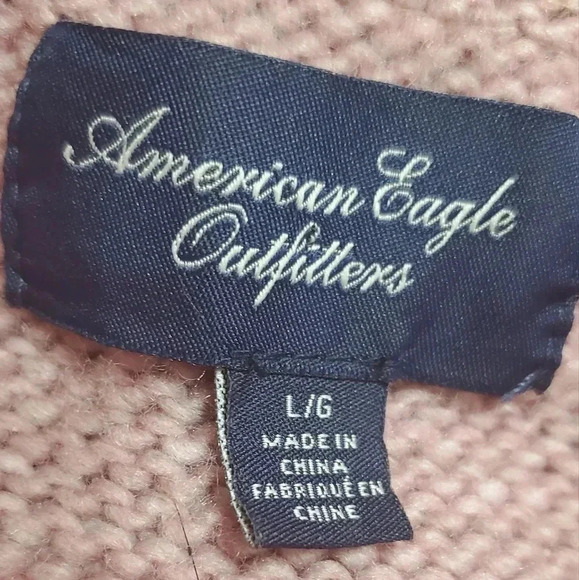 American Eagle
Outfitters
L/G
MADE IN
CHINA
FABRIQUÉ EN
CHINE